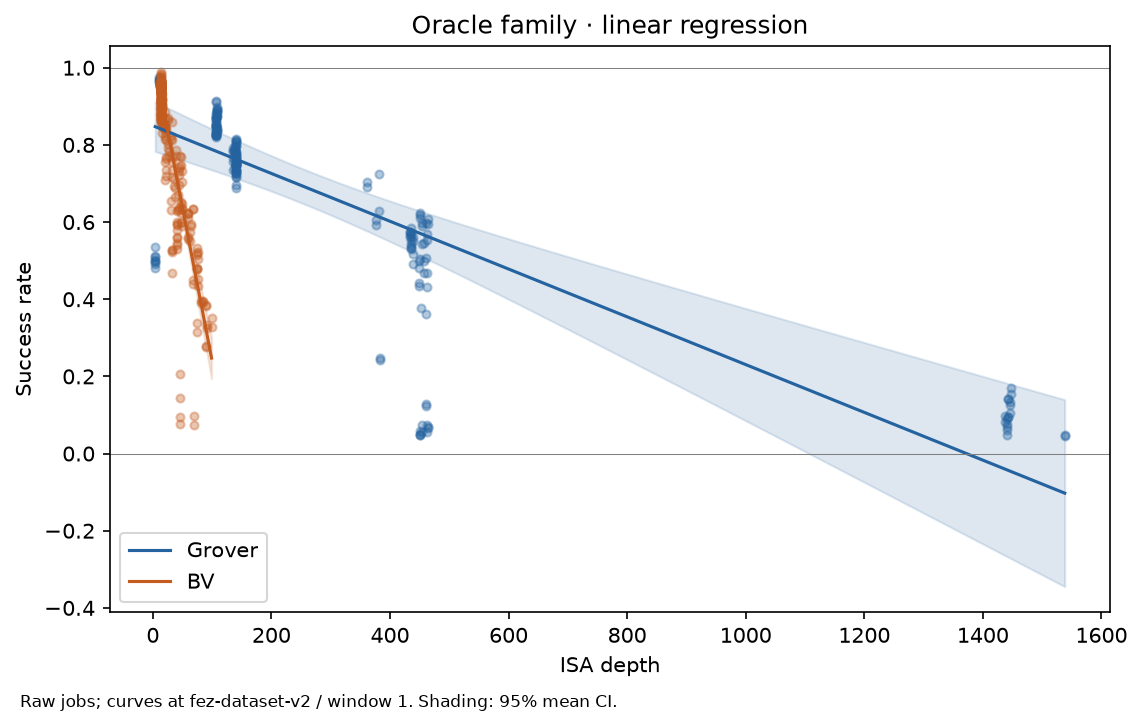 Oracle family · linear regression
Success rate
1.0
0.8
0.6
0.4
0.2
0.0
−0.2
−0.4
Grover
BV
0 200 400 600 800 1000 1200 1400 1600
ISA depth
Raw jobs; curves at fez-dataset-v2 / window 1. Shading: 95% mean CI.